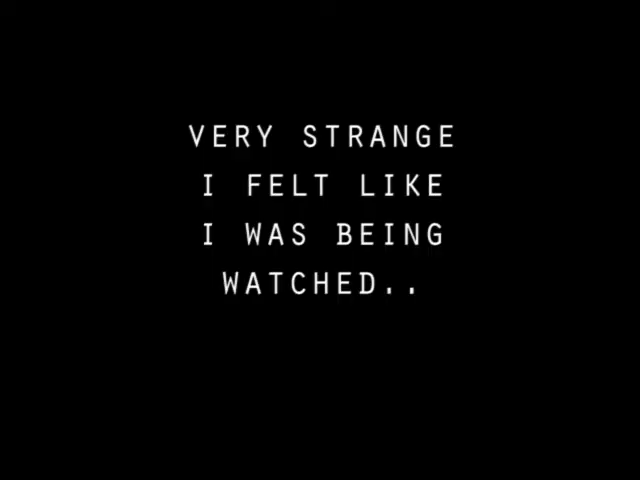 VERY STRANGE
I FELT LIKE
I WAS BEING
WATCHED..